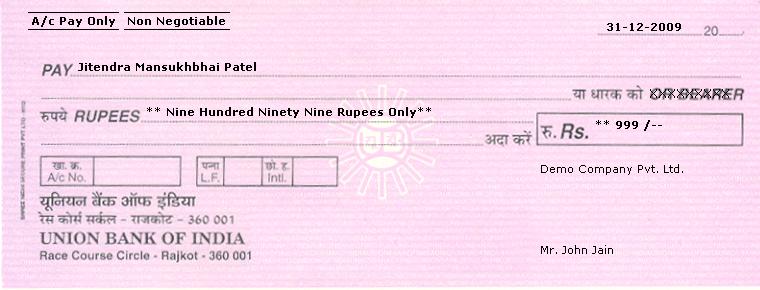 A/c Pay Only Non Negotiable
31-12-2009 20
PAY Jitendra Mansukhbhai Patel
या धारक को OR BEARER
रुपये RUPEES ** Nine Hundred Ninety Nine Rupees Only**
अदा करें रु. Rs. ** 999 /--
खा. क्र. पन्ना छो. ह.
A/c No. L.F. Intl.
Demo Company Pvt. Ltd.
यूनियन बैंक ऑफ इंडिया
रेस कोर्स सर्कल - राजकोट - 360 001
UNION BANK OF INDIA
Race Course Circle - Rajkot - 360 001
Mr. John Jain